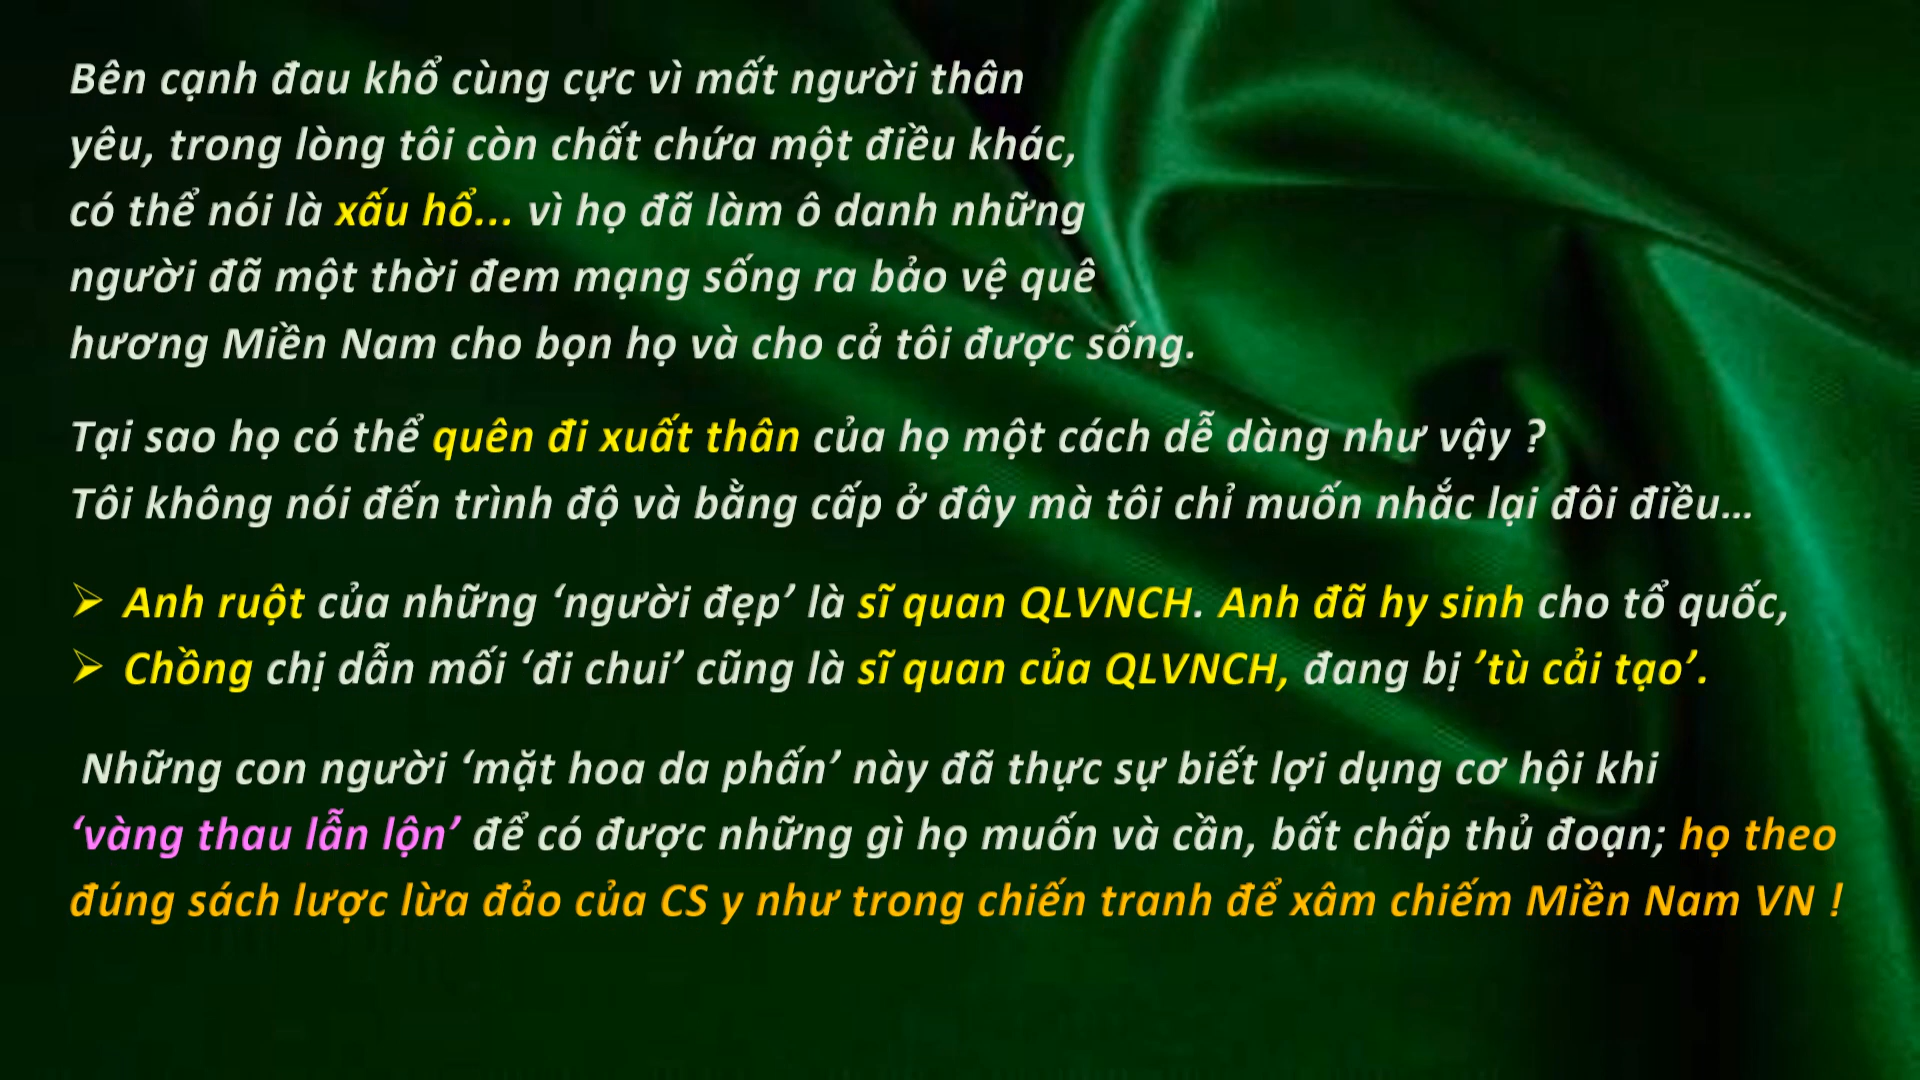 Bên cạnh đau khổ cùng cực vì mất người thân
yêu, trong lòng tôi còn chất chứa một điều khác,
có thể nói là xấu hổ... vì họ đã làm ô danh những
người đã một thời đem mạng sống ra bảo vệ quê
hương Miền Nam cho bọn họ và cho cả tôi được sống.
Tại sao họ có thể quên đi xuất thân của họ một cách dễ dàng như vậy ?
Tôi không nói đến trình độ và bằng cấp ở đây mà tôi chỉ muốn nhắc lại đôi điều...
➢ Anh ruột của những ‘người đẹp’ là sĩ quan QLVNCH. Anh đã hy sinh cho tổ quốc,
➢ Chồng chị dẫn mối ‘đi chui’ cũng là sĩ quan của QLVNCH, đang bị ’tù cải tạo’.
Những con người ‘mặt hoa da phấn’ này đã thực sự biết lợi dụng cơ hội khi
‘vàng thau lẫn lộn’ để có được những gì họ muốn và cần, bất chấp thủ đoạn; họ theo
đúng sách lược lừa đảo của CS y như trong chiến tranh để xâm chiếm Miền Nam VN !